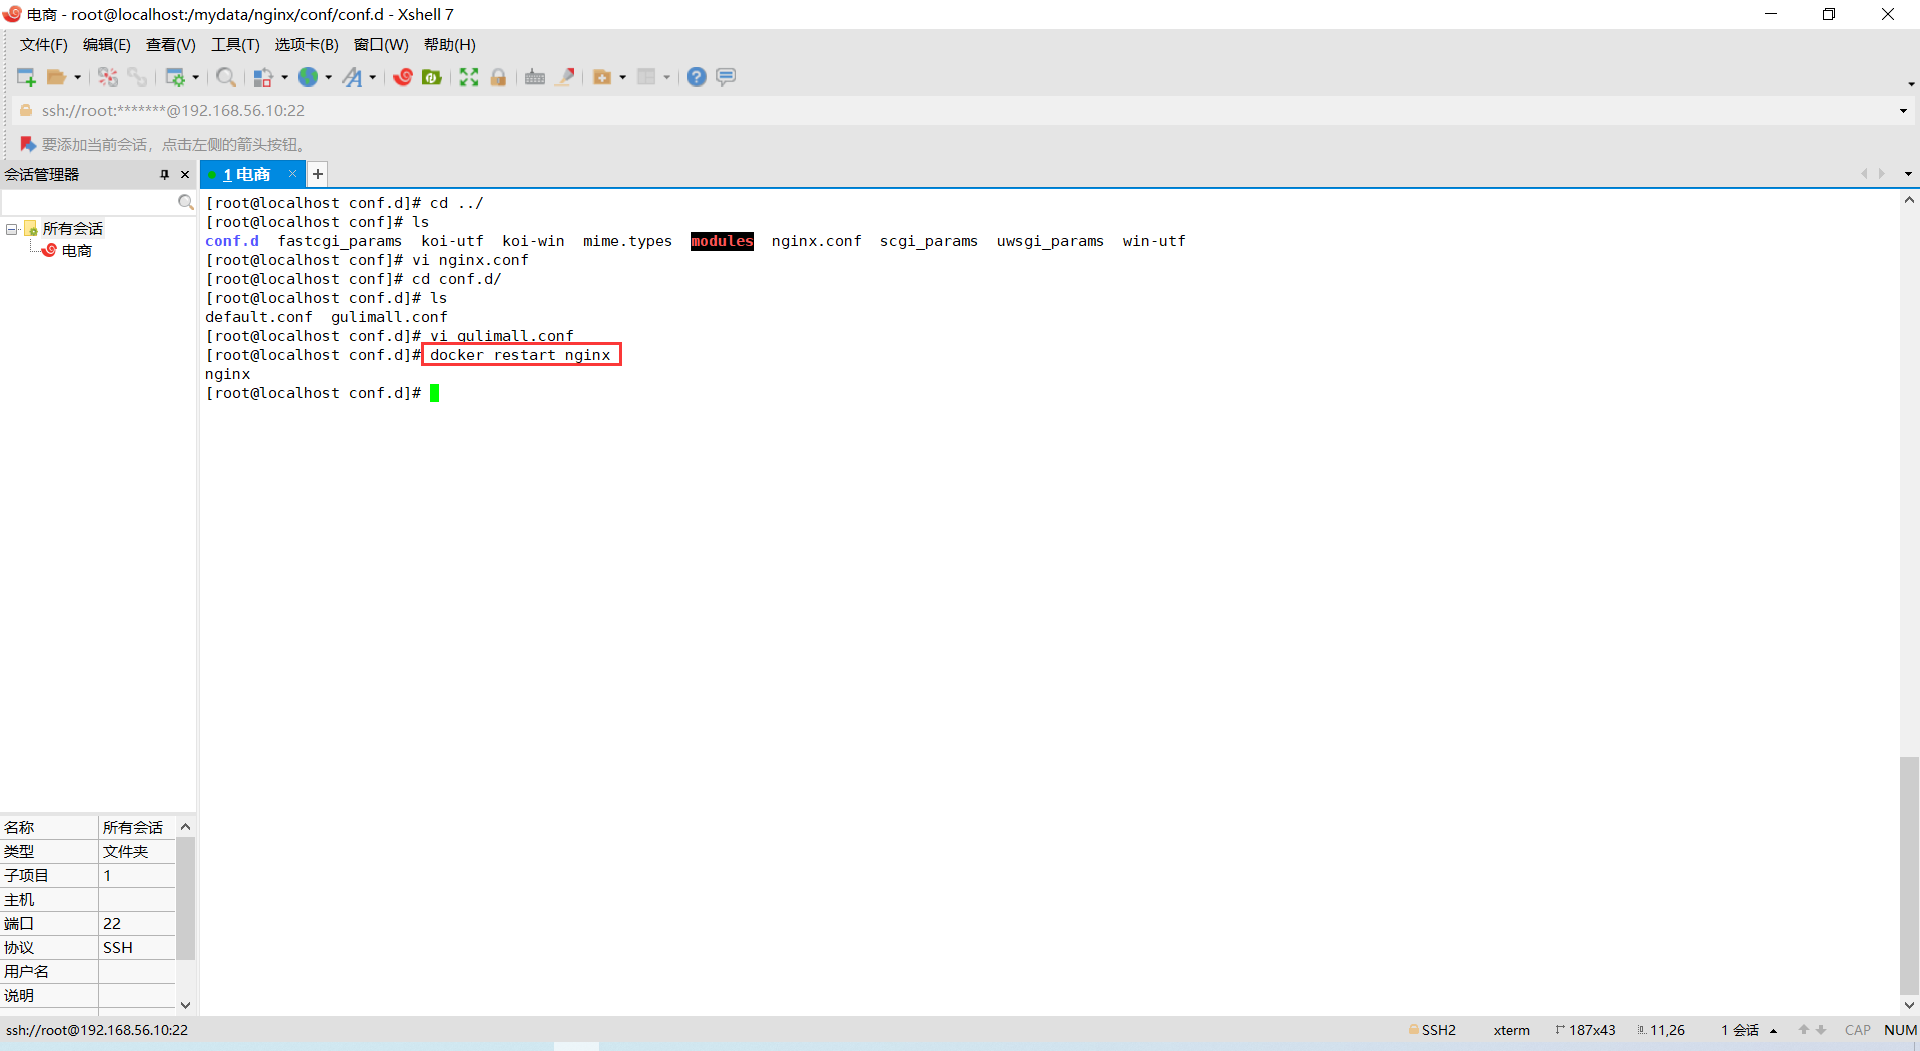 电商 - root@localhost:/mydata/nginx/conf/conf.d - Xshell 7
文件(F) 编辑(E) 查看(V) 工具(T) 选项卡(B) 窗口(W) 帮助(H)
ssh://root:*******@192.168.56.10:22
要添加当前会话，点击左侧的箭头按钮。
会话管理器
1 电商
所有会话
电商
[root@localhost conf.d]# cd ../
[root@localhost conf]# ls
conf.d fastcgi_params koi-utf koi-win mime.types modules nginx.conf scgi_params uwsgi_params win-utf
[root@localhost conf]# vi nginx.conf
[root@localhost conf]# cd conf.d/
[root@localhost conf.d]# ls
default.conf gulimall.conf
[root@localhost conf.d]# vi gulimall.conf
[root@localhost conf.d]# docker restart nginx
nginx
[root@localhost conf.d]#
名称 所有会话
类型 文件夹
子项目 1
主机
端口 22
协议 SSH
用户名
说明
ssh://root@192.168.56.10:22 SSH2 xterm 187x43 11,26 1 会话 CAP NUM